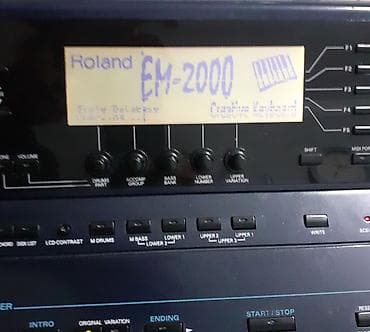 Roland EM-2000
Creative Keyboard
F1
F2
F3
F4
F5
VOLUME
DRUMS PART
ACCOMP GROUP
BASS BANK
LOWER NUMBER
UPPER VARIATION
SHIFT
DISK LIST
LCD-CONTRAST
M DRUMS
M BASS
LOWER 1
LOWER 2
UPPER 2
UPPER 1
UPPER 3
WRITE
INTRO
ORIGINAL VARIATION
ENDING
START / STOP